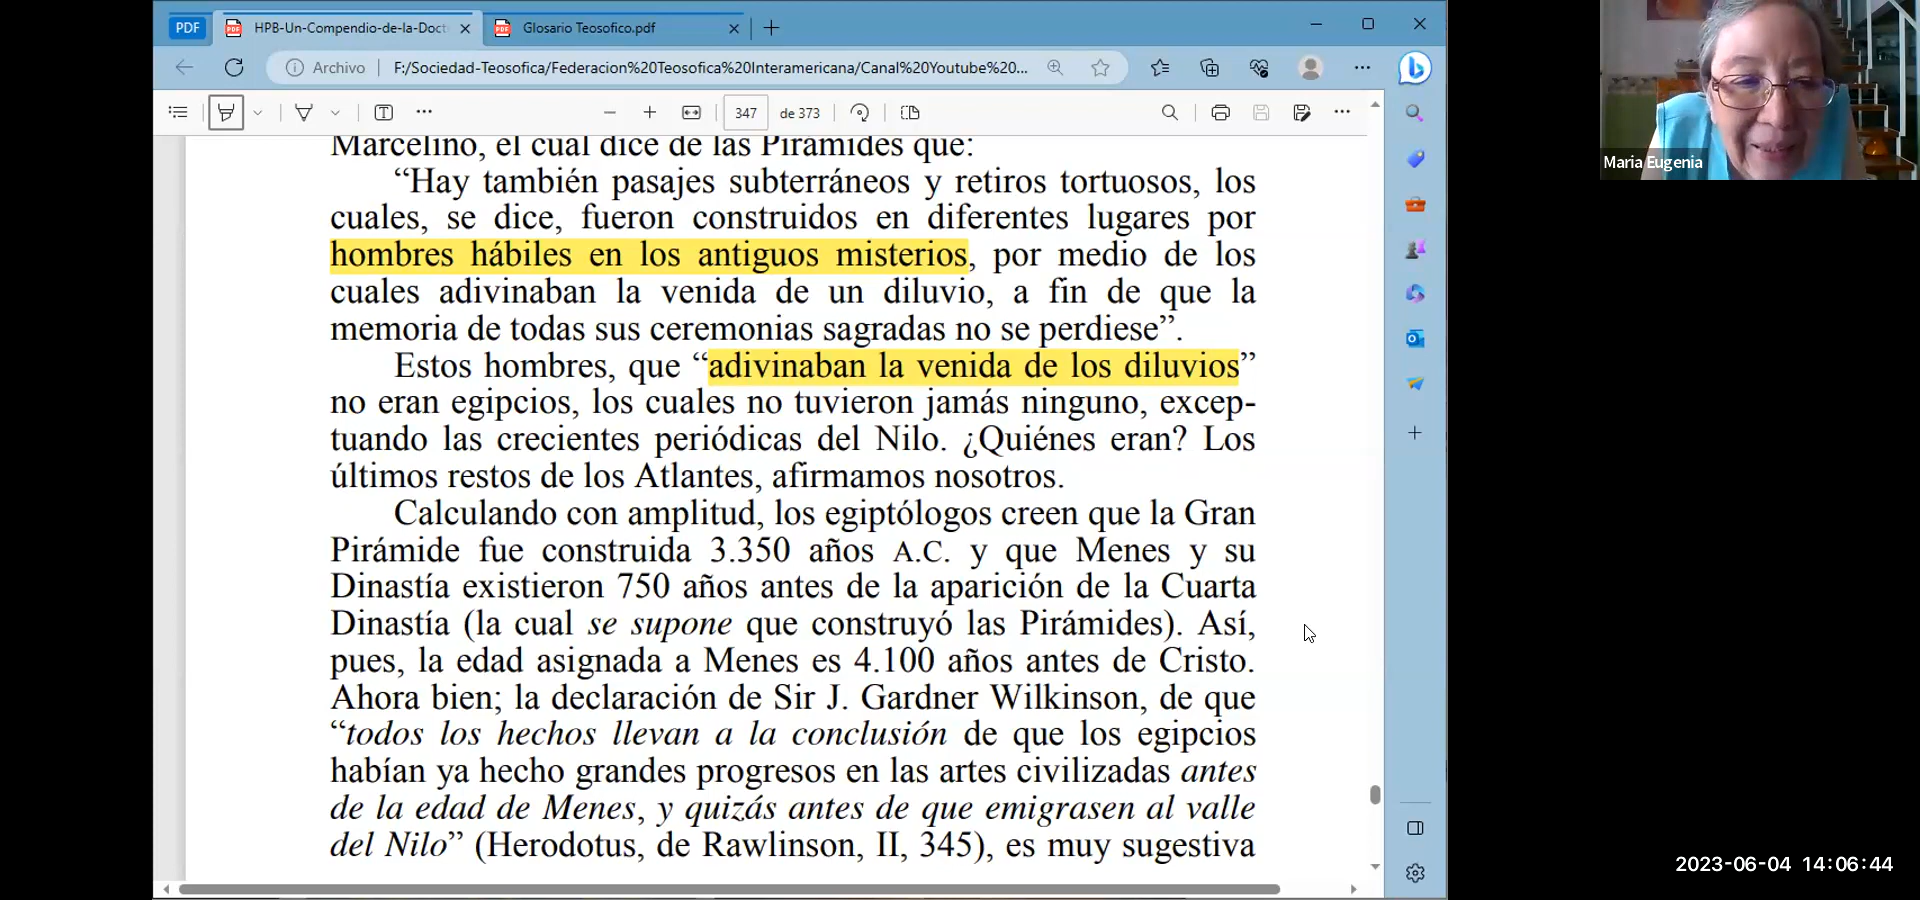 PDF
HPB-Un-Compendio-de-la-Doct
Glosario Teosofico.pdf
Archivo
F:/Sociedad-Teosofica/Federacion%20Teosofica%20Interamericana/Canal%20Youtube%20...
347 de 373
Marcelino, el cual dice de las Pirámides que:
“Hay también pasajes subterráneos y retiros tortuosos, los
cuales, se dice, fueron construidos en diferentes lugares por
hombres hábiles en los antiguos misterios, por medio de los
cuales adivinaban la venida de un diluvio, a fin de que la
memoria de todas sus ceremonias sagradas no se perdiese”.
Estos hombres, que “adivinaban la venida de los diluvios”
no eran egipcios, los cuales no tuvieron jamás ninguno, excep-
tuando las crecientes periódicas del Nilo. ¿Quiénes eran? Los
últimos restos de los Atlantes, afirmamos nosotros.
Calculando con amplitud, los egiptólogos creen que la Gran
Pirámide fue construida 3.350 años A.C. y que Menes y su
Dinastía existieron 750 años antes de la aparición de la Cuarta
Dinastía (la cual se supone que construyó las Pirámides). Así,
pues, la edad asignada a Menes es 4.100 años antes de Cristo.
Ahora bien; la declaración de Sir J. Gardner Wilkinson, de que
“todos los hechos llevan a la conclusión de que los egipcios
habían ya hecho grandes progresos en las artes civilizadas antes
de la edad de Menes, y quizás antes de que emigrasen al valle
del Nilo” (Herodotus, de Rawlinson, II, 345), es muy sugestiva
Maria Eugenia
2023-06-04 14:06:44